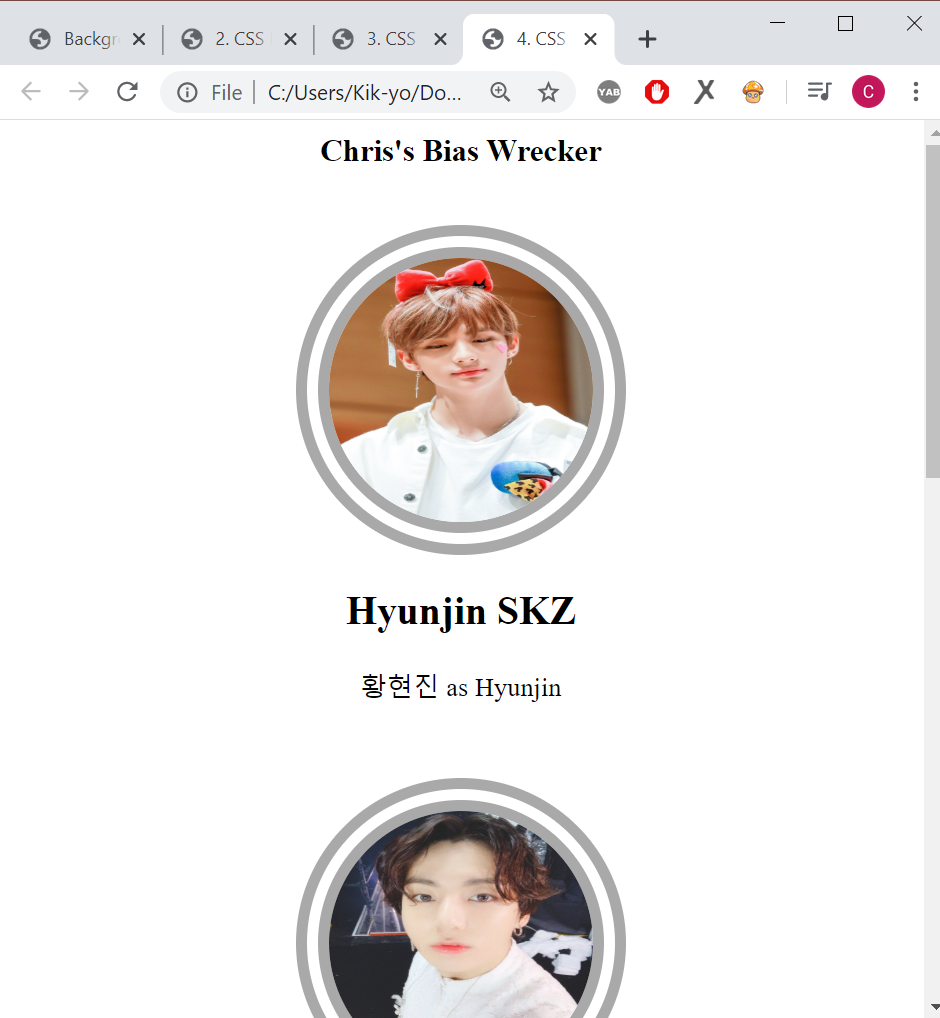 Backgr
2. CSS
3. CSS
4. CSS
File
C:/Users/Kik-yo/Do...
YAB
X
C
Chris's Bias Wrecker
Hyunjin SKZ
황현진 as Hyunjin